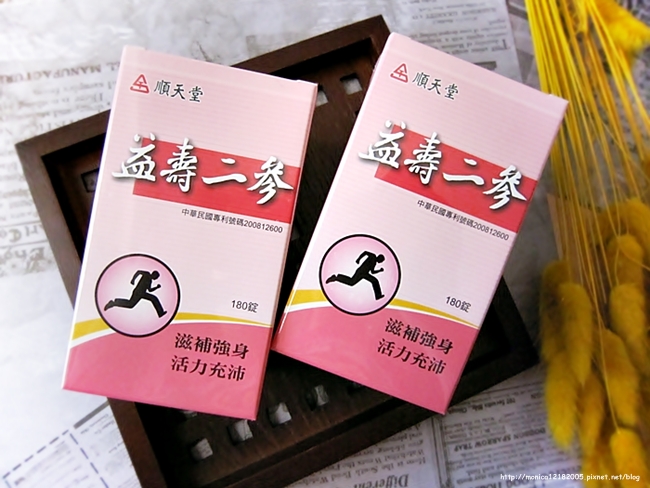 順天堂
益壽二參
中華民國專利號碼200812600
180錠
滋補強身
活力充沛
順天堂
益壽二參
中華民國專利號碼200812600
180錠
滋補強身
活力充沛
http://monica12182005.pixnet.net/blog